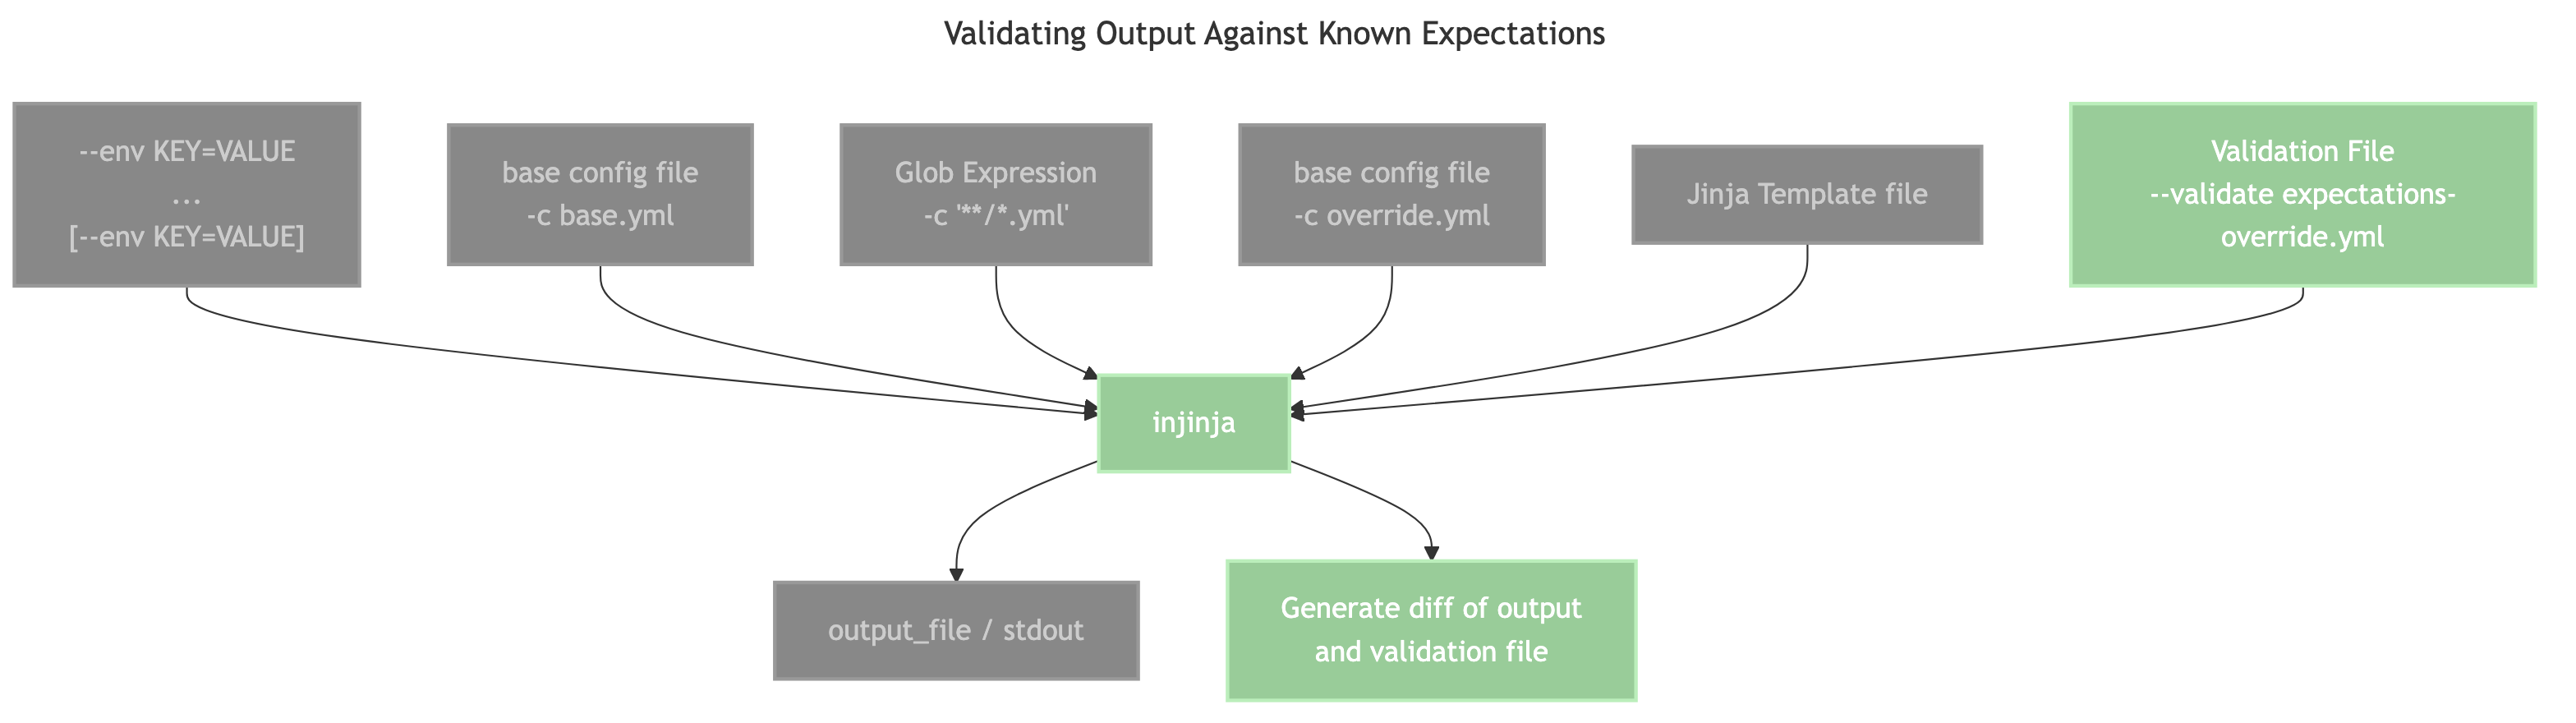 Validating Output Against Known Expectations
--env KEY=VALUE
...
[--env KEY=VALUE]
base config file
-c base.yml
Glob Expression
-c '**/*.yml'
base config file
-c override.yml
Jinja Template file
Validation File
--validate expectations-
override.yml
injinja
output_file / stdout
Generate diff of output
and validation file